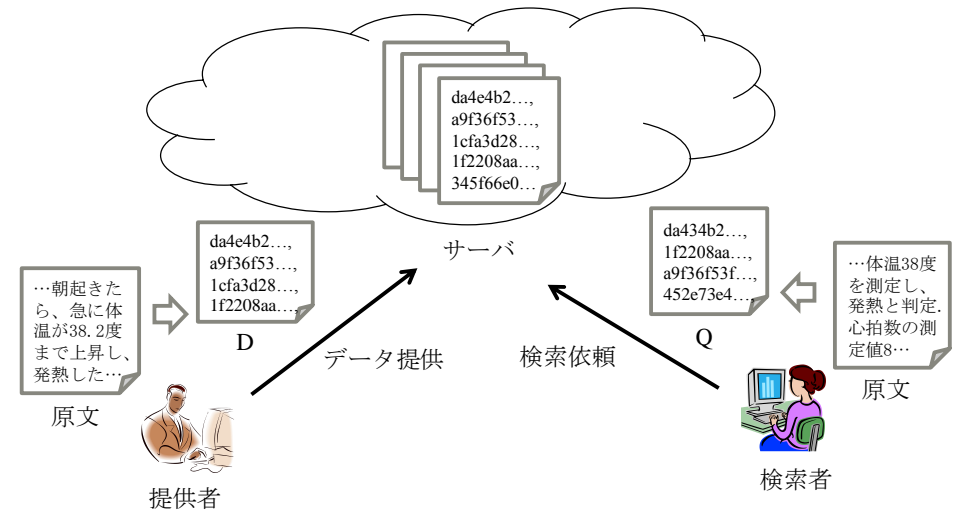 da4e4b2…,
a9f36f53…,
1cfa3d28…,
1f2208aa…,
345f66e0…
サーバ
da4e4b2…,
a9f36f53…,
1cfa3d28…,
1f2208aa…,
D
…朝起きた
ら、急に体
温が38.2度
まで上昇し、
発熱した…
原文
データ提供
提供者
da434b2…,
1f2208aa…,
a9f36f53f…,
452e73e4…,
Q
…体温38度
を測定し、
発熱と判定.
心拍数の測
定値8…
原文
検索依頼
検索者